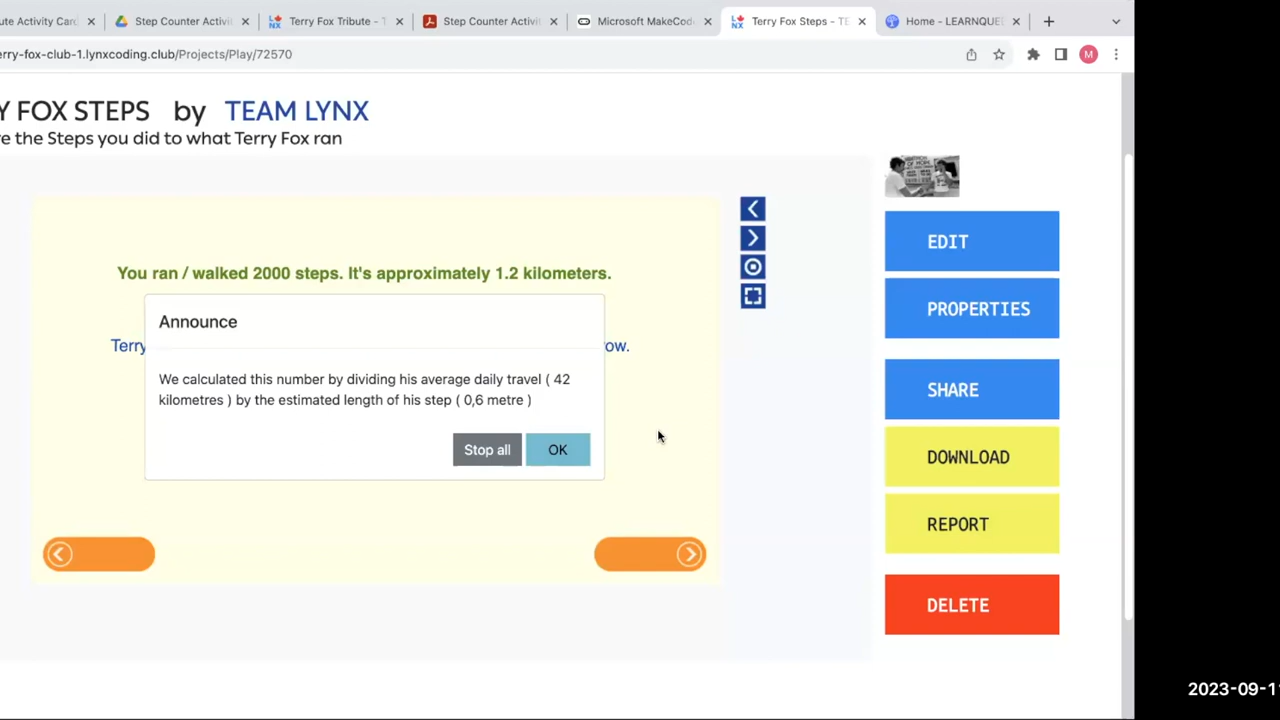 ute Activity Card
Step Counter Activi
Terry Fox Tribute - T
Step Counter Activi
Microsoft MakeCod
Terry Fox Steps - TE
Home - LEARNQUE
erry-fox-club-1.lynxcoding.club/Projects/Play/72570
M
Y FOX STEPS by TEAM LYNX
re the Steps you did to what Terry Fox ran
You ran / walked 2000 steps. It's approximately 1.2 kilometers.
Announce
Terry
ow.
We calculated this number by dividing his average daily travel ( 42
kilometres ) by the estimated length of his step ( 0,6 metre )
Stop all
OK
EDIT
PROPERTIES
SHARE
DOWNLOAD
REPORT
DELETE
2023-09-1